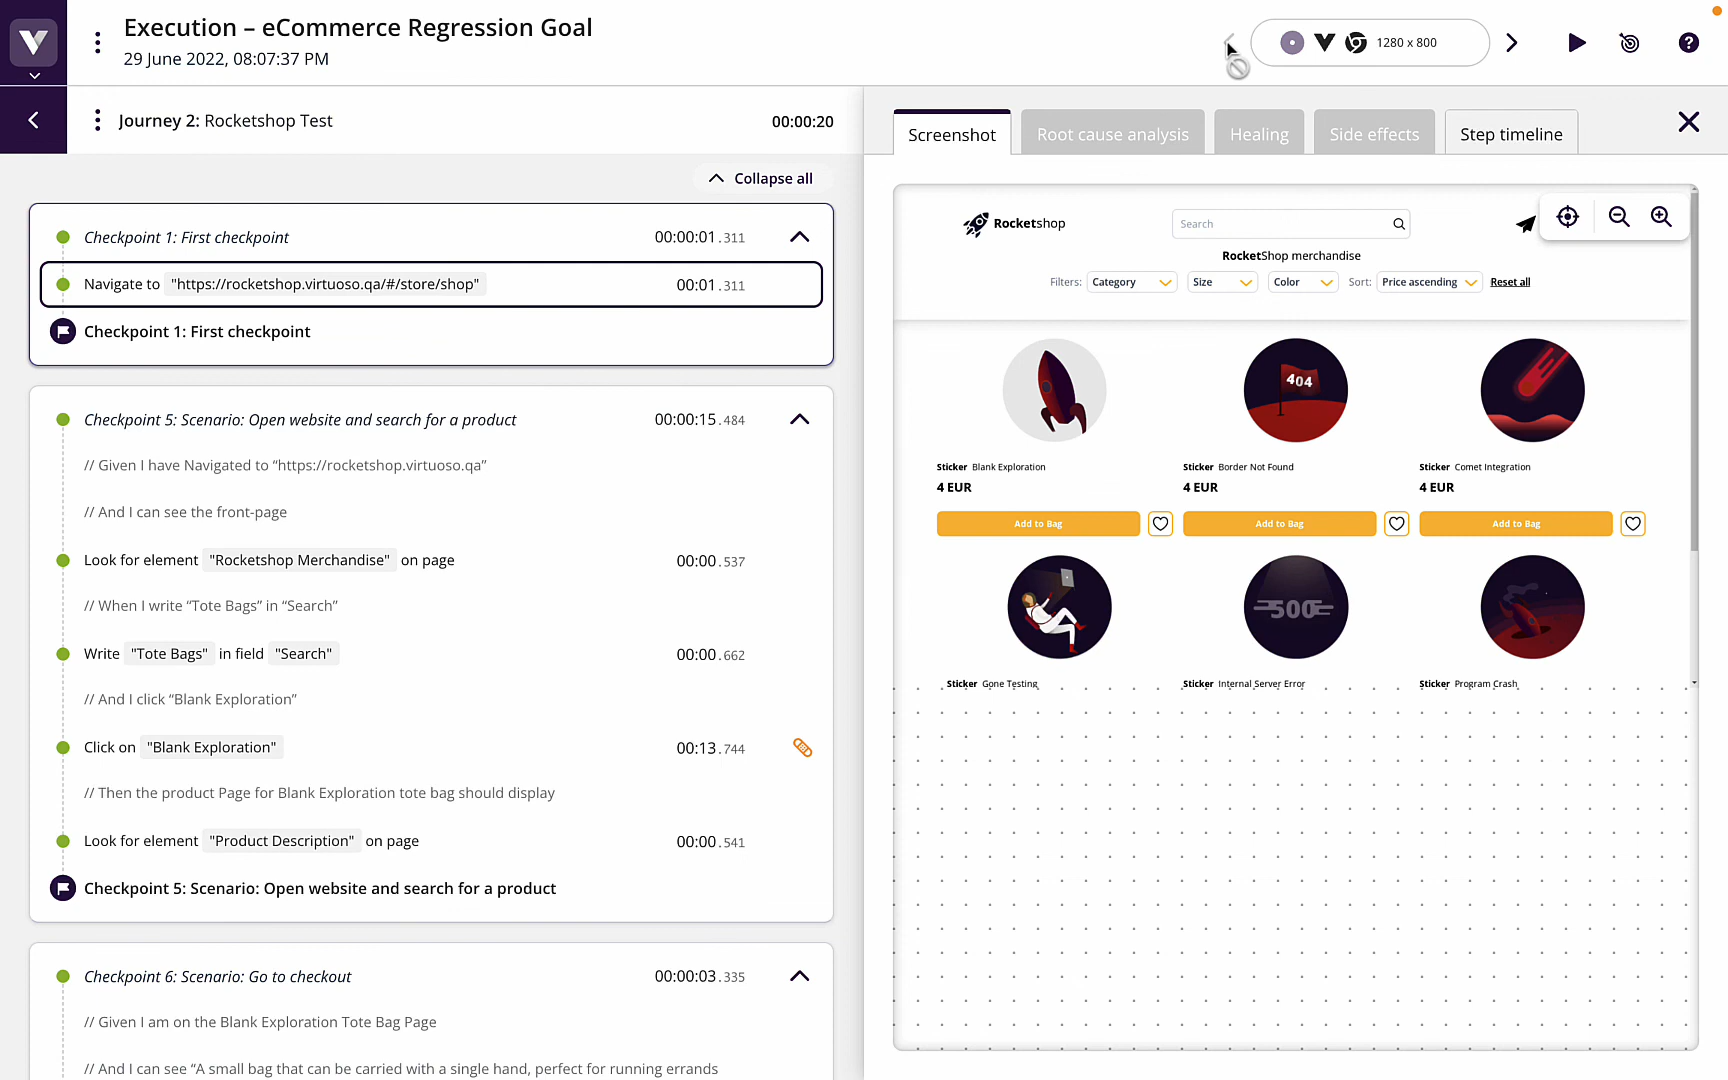 Execution – eCommerce Regression Goal
29 June 2022, 08:07:37 PM
1280 x 800
?
Journey 2: Rocketshop Test
00:00:20
Collapse all
Checkpoint 1: First checkpoint
00:00:01.311
Navigate to "https://rocketshop.virtuoso.qa/#/store/shop"
00:01.311
Checkpoint 1: First checkpoint
Checkpoint 5: Scenario: Open website and search for a product
00:00:15.484
// Given I have Navigated to “https://rocketshop.virtuoso.qa”
// And I can see the front-page
Look for element "Rocketshop Merchandise" on page
00:00.537
// When I write “Tote Bags” in “Search”
Write "Tote Bags" in field "Search"
00:00.662
// And I click “Blank Exploration”
Click on "Blank Exploration"
00:13.744
// Then the product Page for Blank Exploration tote bag should display
Look for element "Product Description" on page
00:00.541
Checkpoint 5: Scenario: Open website and search for a product
Checkpoint 6: Scenario: Go to checkout
00:00:03.335
// Given I am on the Blank Exploration Tote Bag Page
// And I can see “A small bag that can be carried with a single hand, perfect for running errands
Screenshot
Root cause analysis
Healing
Side effects
Step timeline
Rocketshop
Search
RocketShop merchandise
Filters: Category Size Color Sort: Price ascending Reset all
404
Sticker Blank Exploration
4 EUR
Add to Bag
Sticker Border Not Found
4 EUR
Add to Bag
Sticker Comet Integration
4 EUR
Add to Bag
500
Sticker Gone Testing
Sticker Internal Server Error
Sticker Program Crash